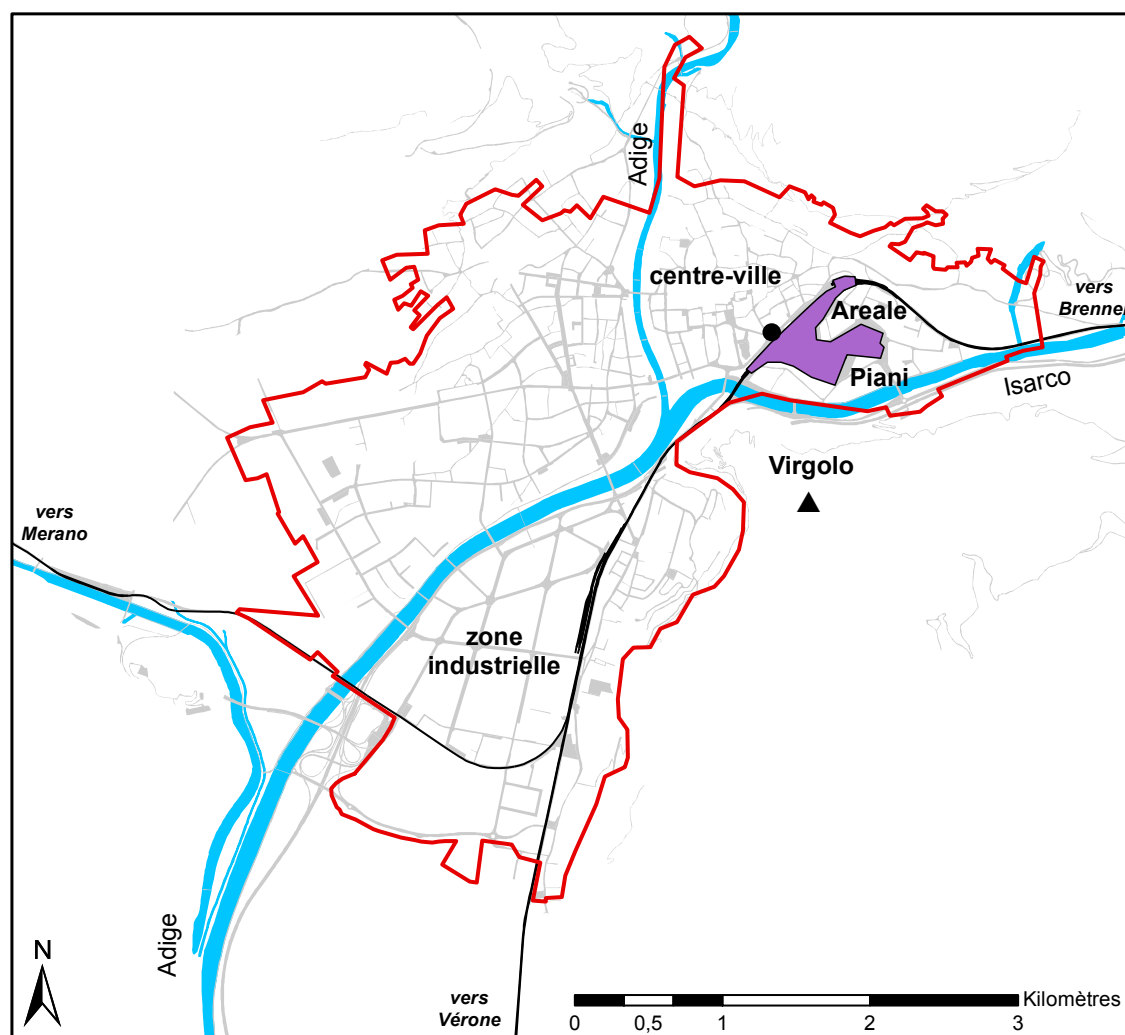 Adige
centre-ville
Areale
vers
Brenner
Piani
Isarco
Virgolo
vers
Merano
zone
industrielle
Adige
N
vers
Vérone
Kilomètres
0
0,5
1
2
3